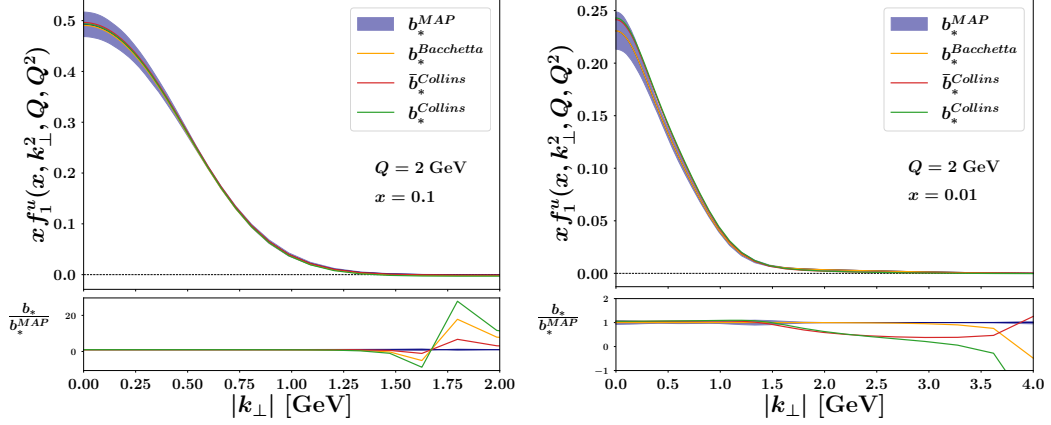 0.5
0.4
0.3
0.2
0.1
0.0
xf_1^u(x, k_⊥^2, Q, Q^2)
b_*^{MAP}
b_*^{Bacchetta}
b̄_*^{Collins}
b_*^{Collins}
Q = 2 GeV
x = 0.1
b_*/b_*^{MAP}
20
0
0.00 0.25 0.50 0.75 1.00 1.25 1.50 1.75 2.00
|k_⊥| [GeV]
0.25
0.20
0.15
0.10
0.05
0.00
xf_1^u(x, k_⊥^2, Q, Q^2)
b_*^{MAP}
b_*^{Bacchetta}
b̄_*^{Collins}
b_*^{Collins}
Q = 2 GeV
x = 0.01
b_*/b_*^{MAP}
2
1
0
−1
0.0 0.5 1.0 1.5 2.0 2.5 3.0 3.5 4.0
|k_⊥| [GeV]